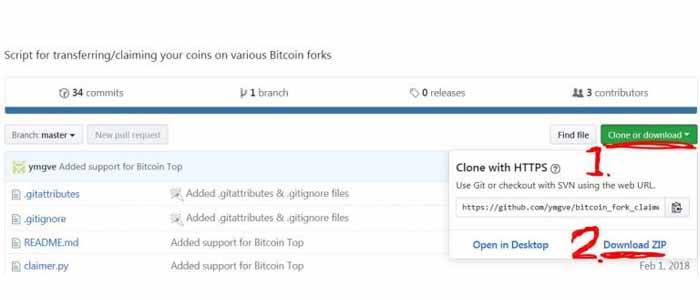 Script for transferring/claiming your coins on various Bitcoin forks
34 commits 1 branch 0 releases 3 contributors
Branch: master New pull request Find file Clone or download
1.
ymgve Added support for Bitcoin Top
Clone with HTTPS ?
Use Git or checkout with SVN using the web URL.
.gitattributes Added .gitattributes & .gitignore files
https://github.com/ymgve/bitcoin_fork_claim
.gitignore Added .gitattributes & .gitignore files
README.md Added support for Bitcoin Top
Open in Desktop 2. Download ZIP
claimer.py Added support for Bitcoin Top Feb 1, 2018